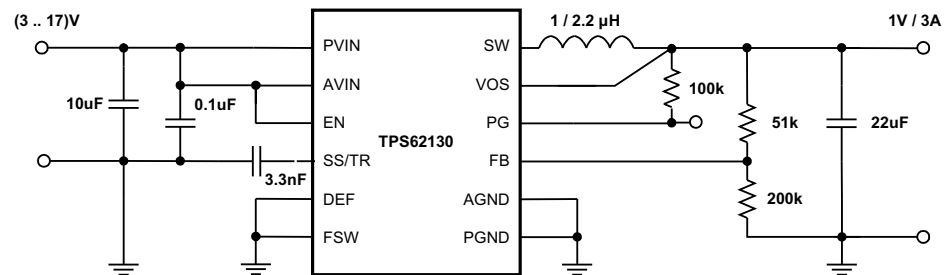 (3 .. 17)V
1 / 2.2 µH
1V / 3A
PVIN
SW
AVIN
VOS
100k
10uF
0.1uF
EN
PG
51k
22uF
TPS62130
SS/TR
FB
3.3nF
DEF
AGND
200k
FSW
PGND